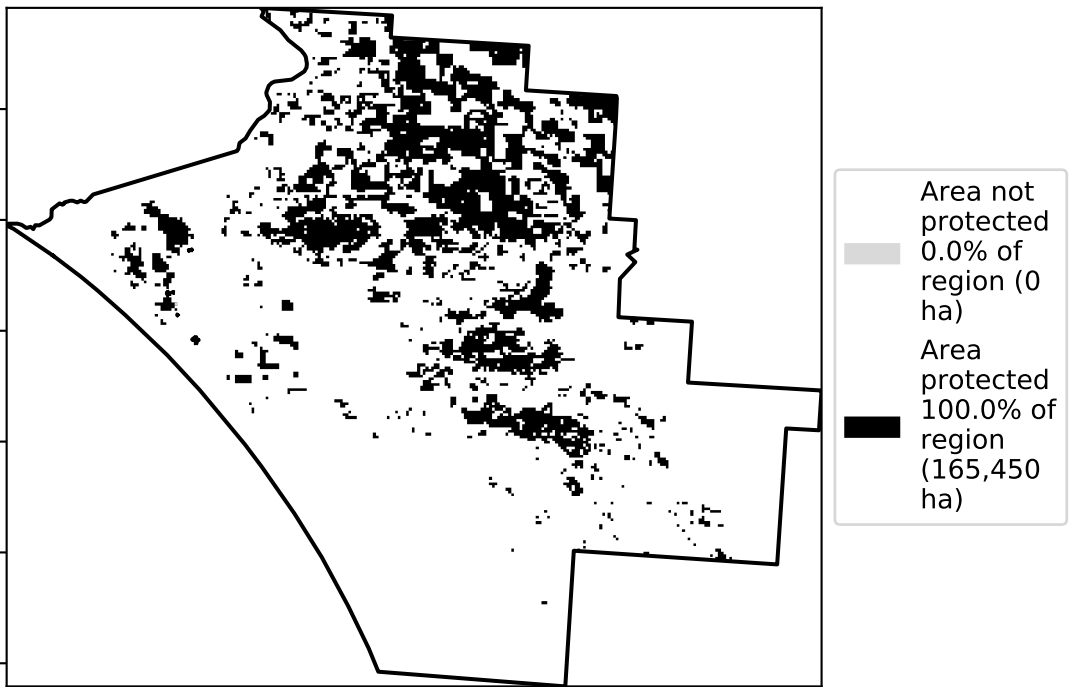 Area not
protected
0.0% of
region (0
ha)
Area
protected
100.0% of
region
(165,450
ha)